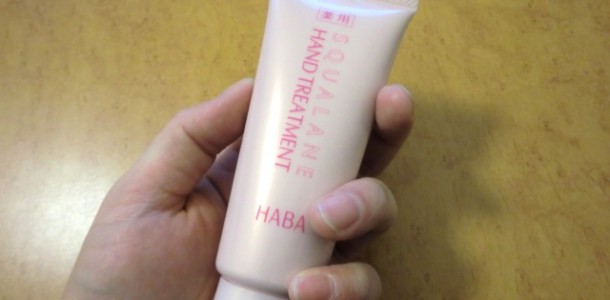 薬用
SQUALANE
HAND TREATMENT
HABA